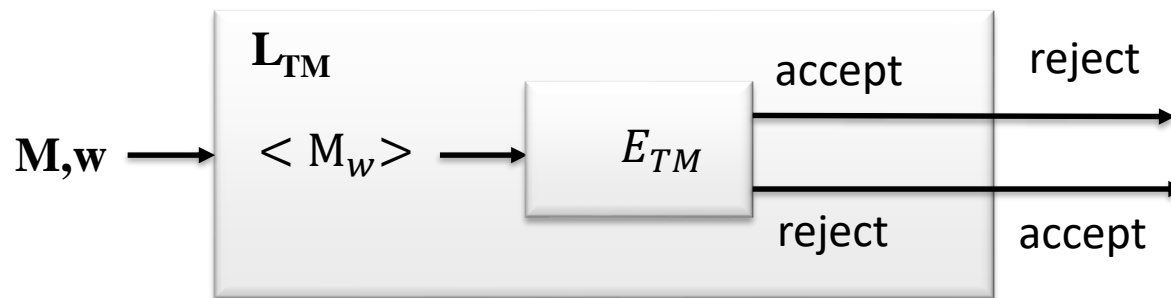 L_TM
accept reject
M,w < M_w> E_TM
reject accept